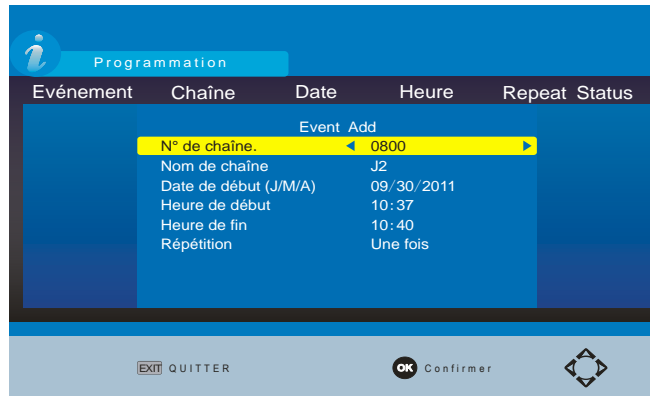 Programmation
Evénement Chaîne Date Heure Repeat Status
Event Add
N° de chaîne. 0800
Nom de chaîne J2
Date de début (J/M/A) 09/30/2011
Heure de début 10:37
Heure de fin 10:40
Répétition Une fois
EXIT QUITTER OK Confirmer